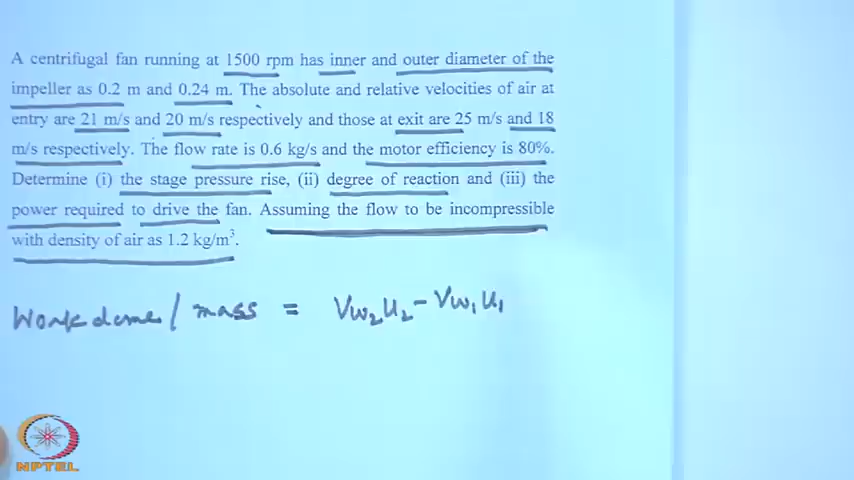 A centrifugal fan running at 1500 rpm has inner and outer diameter of the
impeller as 0.2 m and 0.24 m. The absolute and relative velocities of air at
entry are 21 m/s and 20 m/s respectively and those at exit are 25 m/s and 18
m/s respectively. The flow rate is 0.6 kg/s and the motor efficiency is 80%.
Determine (i) the stage pressure rise, (ii) degree of reaction and (iii) the
power required to drive the fan. Assuming the flow to be incompressible
with density of air as 1.2 kg/m³.
Work done / mass = Vw₂u₂ - Vw₁u₁
NPTEL